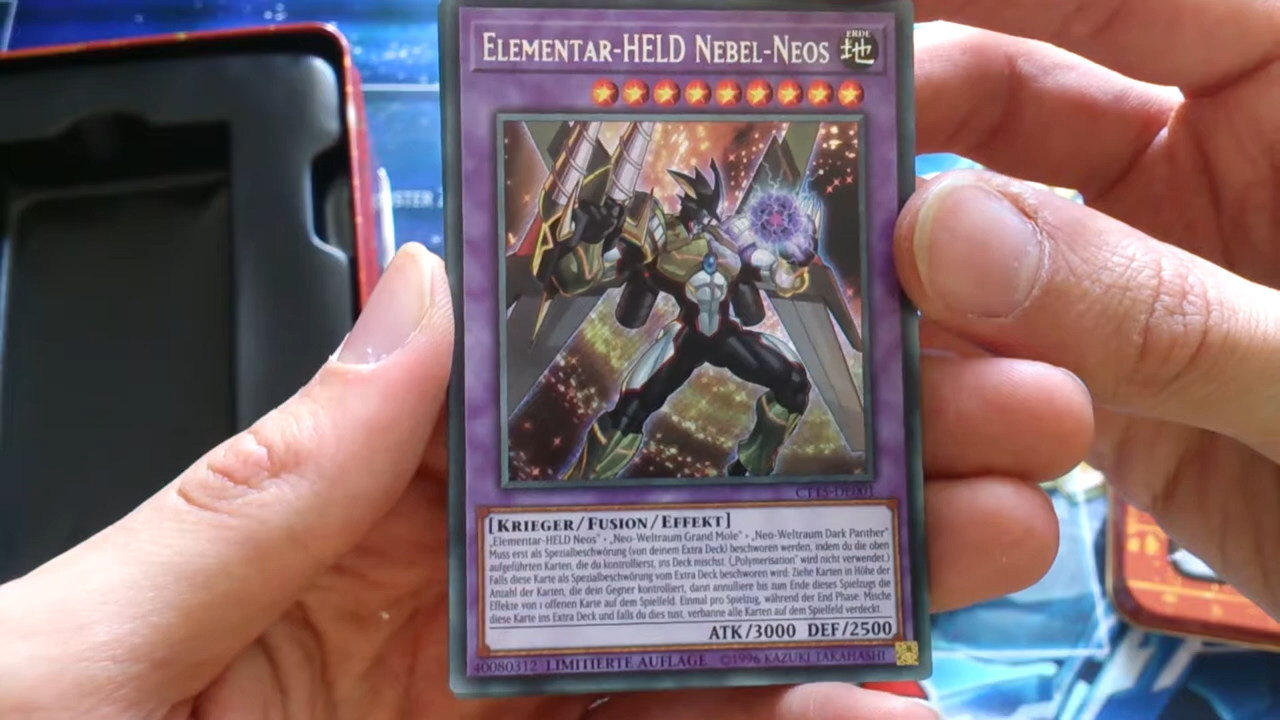 ELEMENTAR-HELD NEBEL-NEOS
ERDE
地
CT15-DE001
[KRIEGER/FUSION/EFFEKT]
„Elementar-HELD Neos" + „Neo-Weltraum Grand Mole" + „Neo-Weltraum Dark Panther"
Muss erst als Spezialbeschwörung (von deinem Extra Deck) beschworen werden, indem du die oben
aufgeführten Karten, die du kontrollierst, ins Deck mischst. („Polymerisation" wird nicht verwendet.)
Falls diese Karte als Spezialbeschwörung vom Extra Deck beschworen wird: Ziehe Karten in Höhe der
Anzahl der Karten, die dein Gegner kontrolliert, dann annulliere bis zum Ende dieses Spielzugs die
Effekte von 1 offenen Karte auf dem Spielfeld. Einmal pro Spielzug, während der End Phase: Mische
diese Karte ins Extra Deck und falls du dies tust, verbanne alle Karten auf dem Spielfeld verdeckt.
ATK/3000 DEF/2500
40080312 LIMITIERTE AUFLAGE ©1996 KAZUKI TAKAHASHI